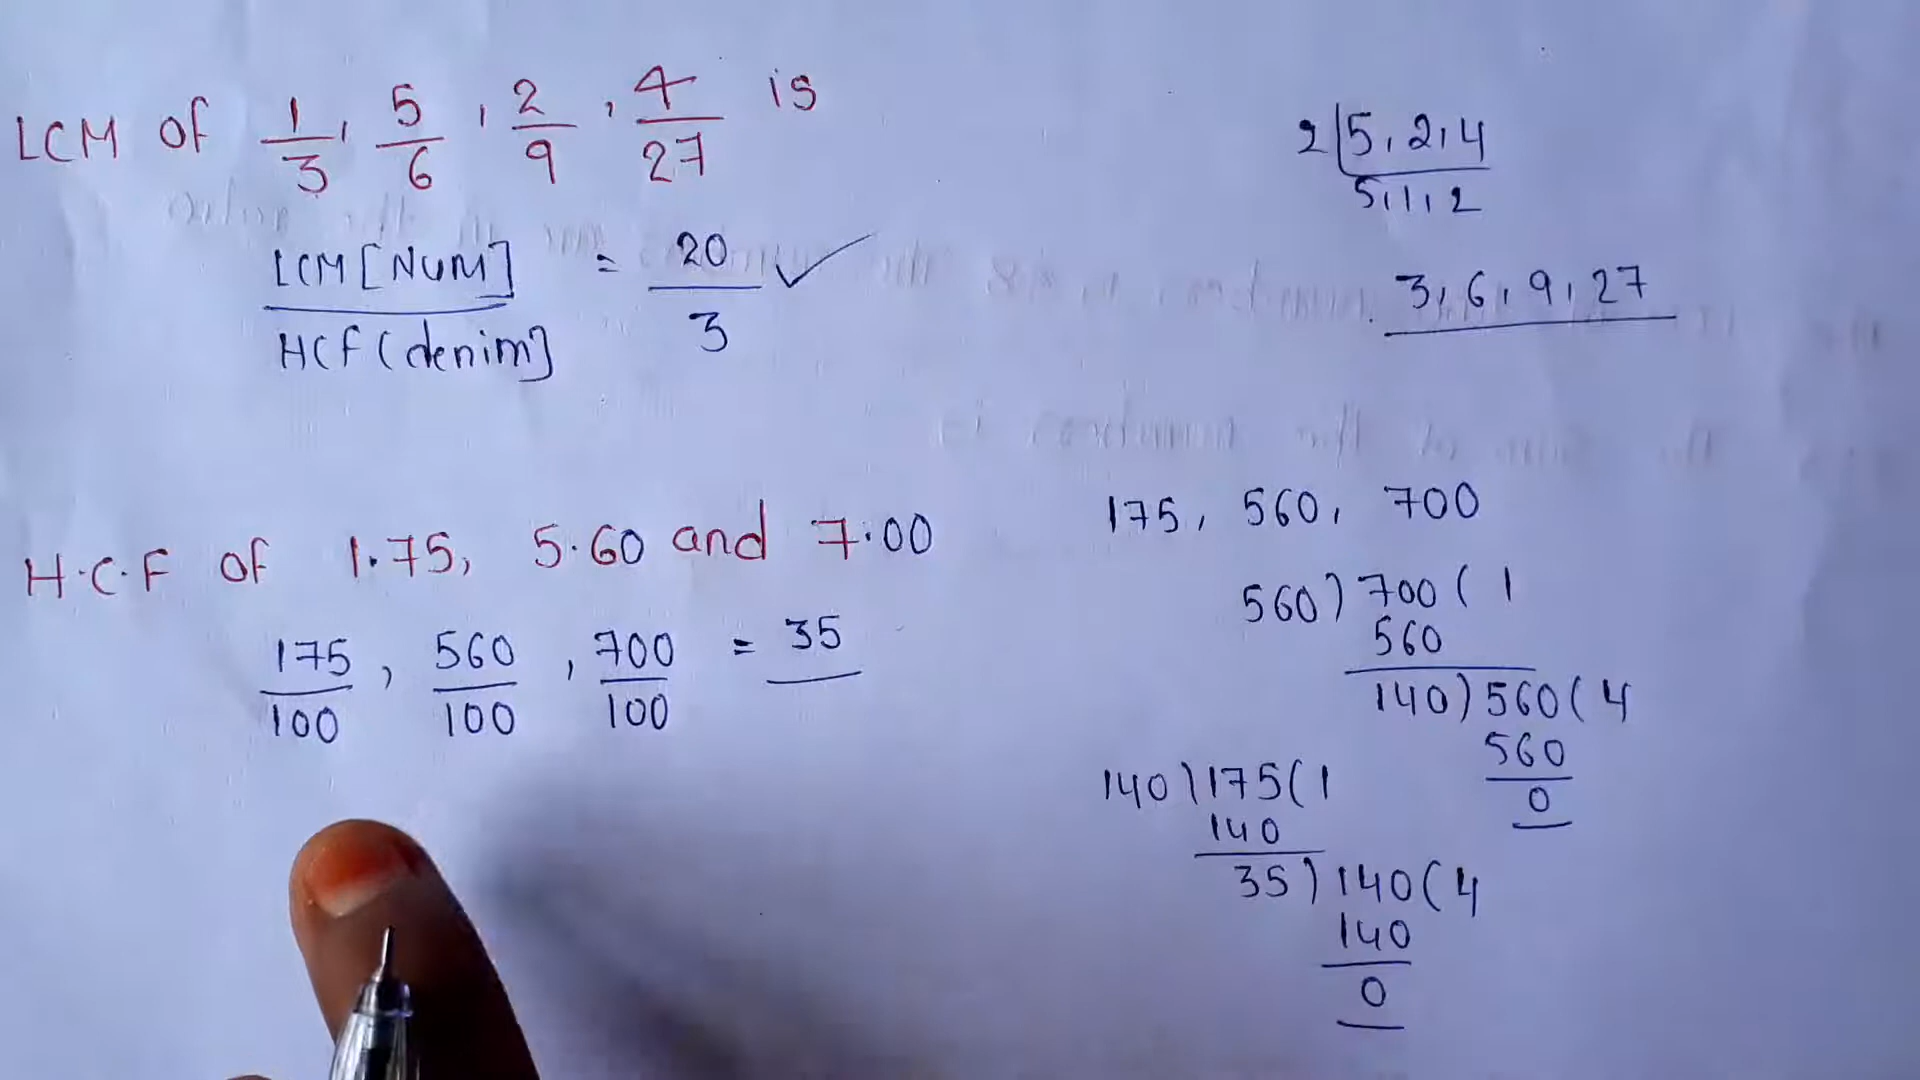 LCM of 1/3, 5/6, 2/9, 4/27 is
LCM[NUM] / HCF(denim] = 20/3 ✓
2 | 5, 2, 4
5, 1, 2
3, 6, 9, 27
H.C.F of 1.75, 5.60 and 7.00
175/100, 560/100, 700/100 = 35
175, 560, 700
560) 700 ( 1
560
140) 560 ( 4
560
0
140) 175 ( 1
140
35) 140 ( 4
140
0